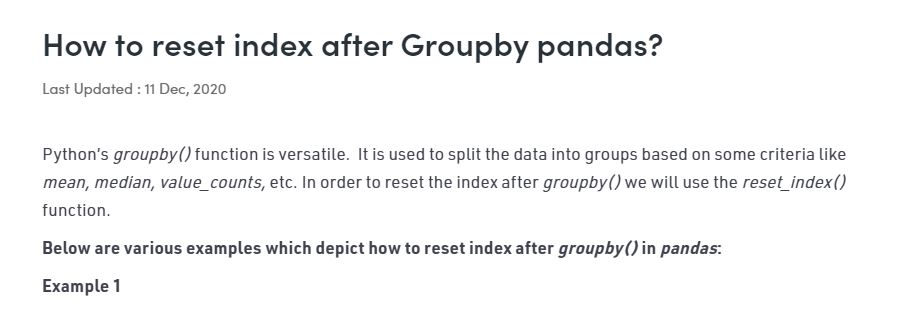 How to reset index after Groupby pandas?
Last Updated : 11 Dec, 2020
Python's groupby() function is versatile.  It is used to split the data into groups based on some criteria like
mean, median, value_counts, etc. In order to reset the index after groupby() we will use the reset_index()
function.
Below are various examples which depict how to reset index after groupby() in pandas:
Example 1